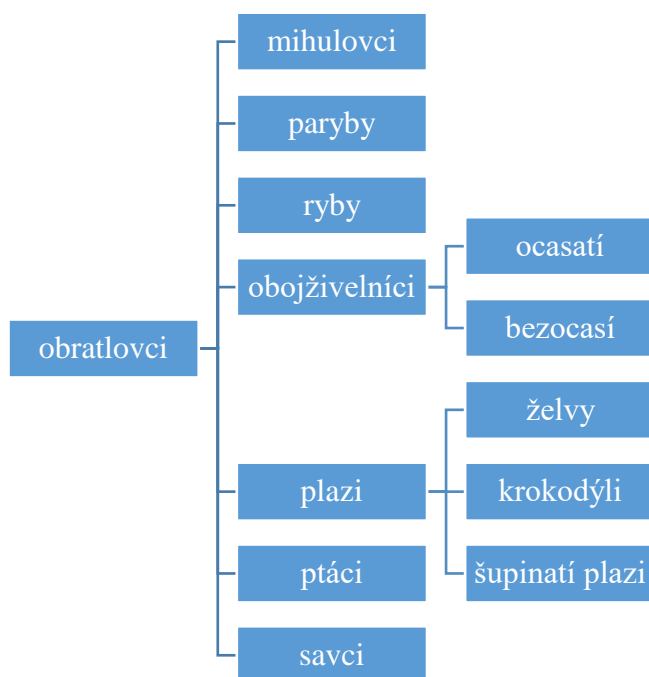 obratlovci
mihulovci
paryby
ryby
obojživelníci
ocasatí
bezocasí
plazi
želvy
krokodýli
šupinatí plazi
ptáci
savci